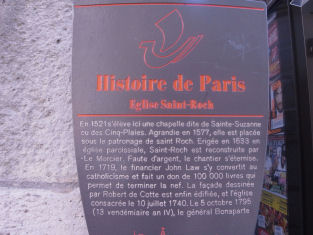 Histoire de Paris
Eglise Saint-Roch
En 1521 s'élève ici une chapelle dite de Sainte-Suzanne
ou des Cinq-Plaies. Agrandie en 1577, elle est placée
sous le patronage de saint Roch. Erigée en 1633 en
église paroissiale, Saint-Roch est reconstruits par
Le Mercier. Faute d'argent, le chantier s'éternise.
En 1719, le financier John Law s'y convertit au
catholicisme et fait un don de 100 000 livres qui
permet de terminer la nef. La façade dessinée
par Robert de Cotte est enfin édifiée, et l'église
consacrée le 10 juillet 1740. Le 5 octobre 1795
(13 vendémiaire an IV), le général Bonaparte